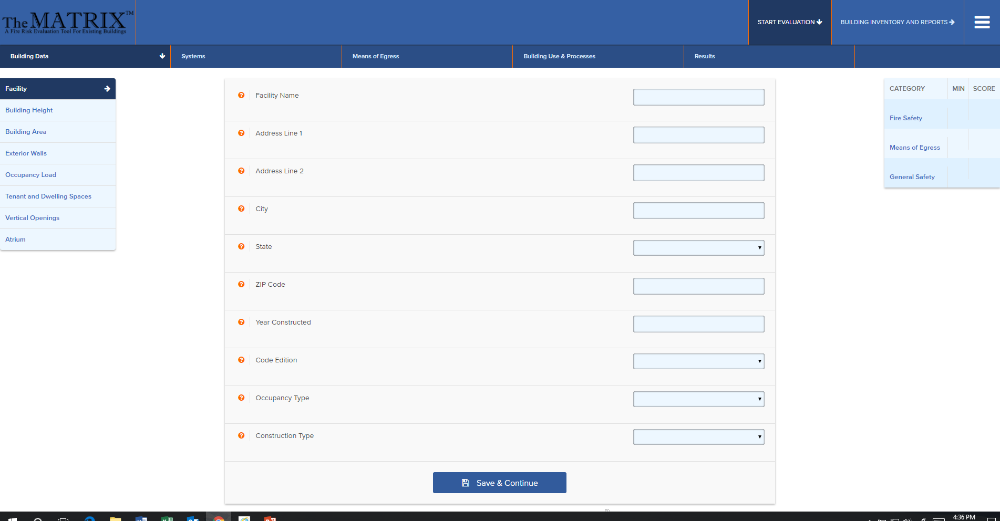 The MATRIX™
A Fire Risk Evaluation Tool For Existing Buildings
START EVALUATION
BUILDING INVENTORY AND REPORTS
Building Data
Systems
Means of Egress
Building Use & Processes
Results
Facility
Building Height
Building Area
Exterior Walls
Occupancy Load
Tenant and Dwelling Spaces
Vertical Openings
Atrium
Facility Name
Address Line 1
Address Line 2
City
State
ZIP Code
Year Constructed
Code Edition
Occupancy Type
Construction Type
Save & Continue
CATEGORY MIN SCORE
Fire Safety
Means of Egress
General Safety
4:36 PM